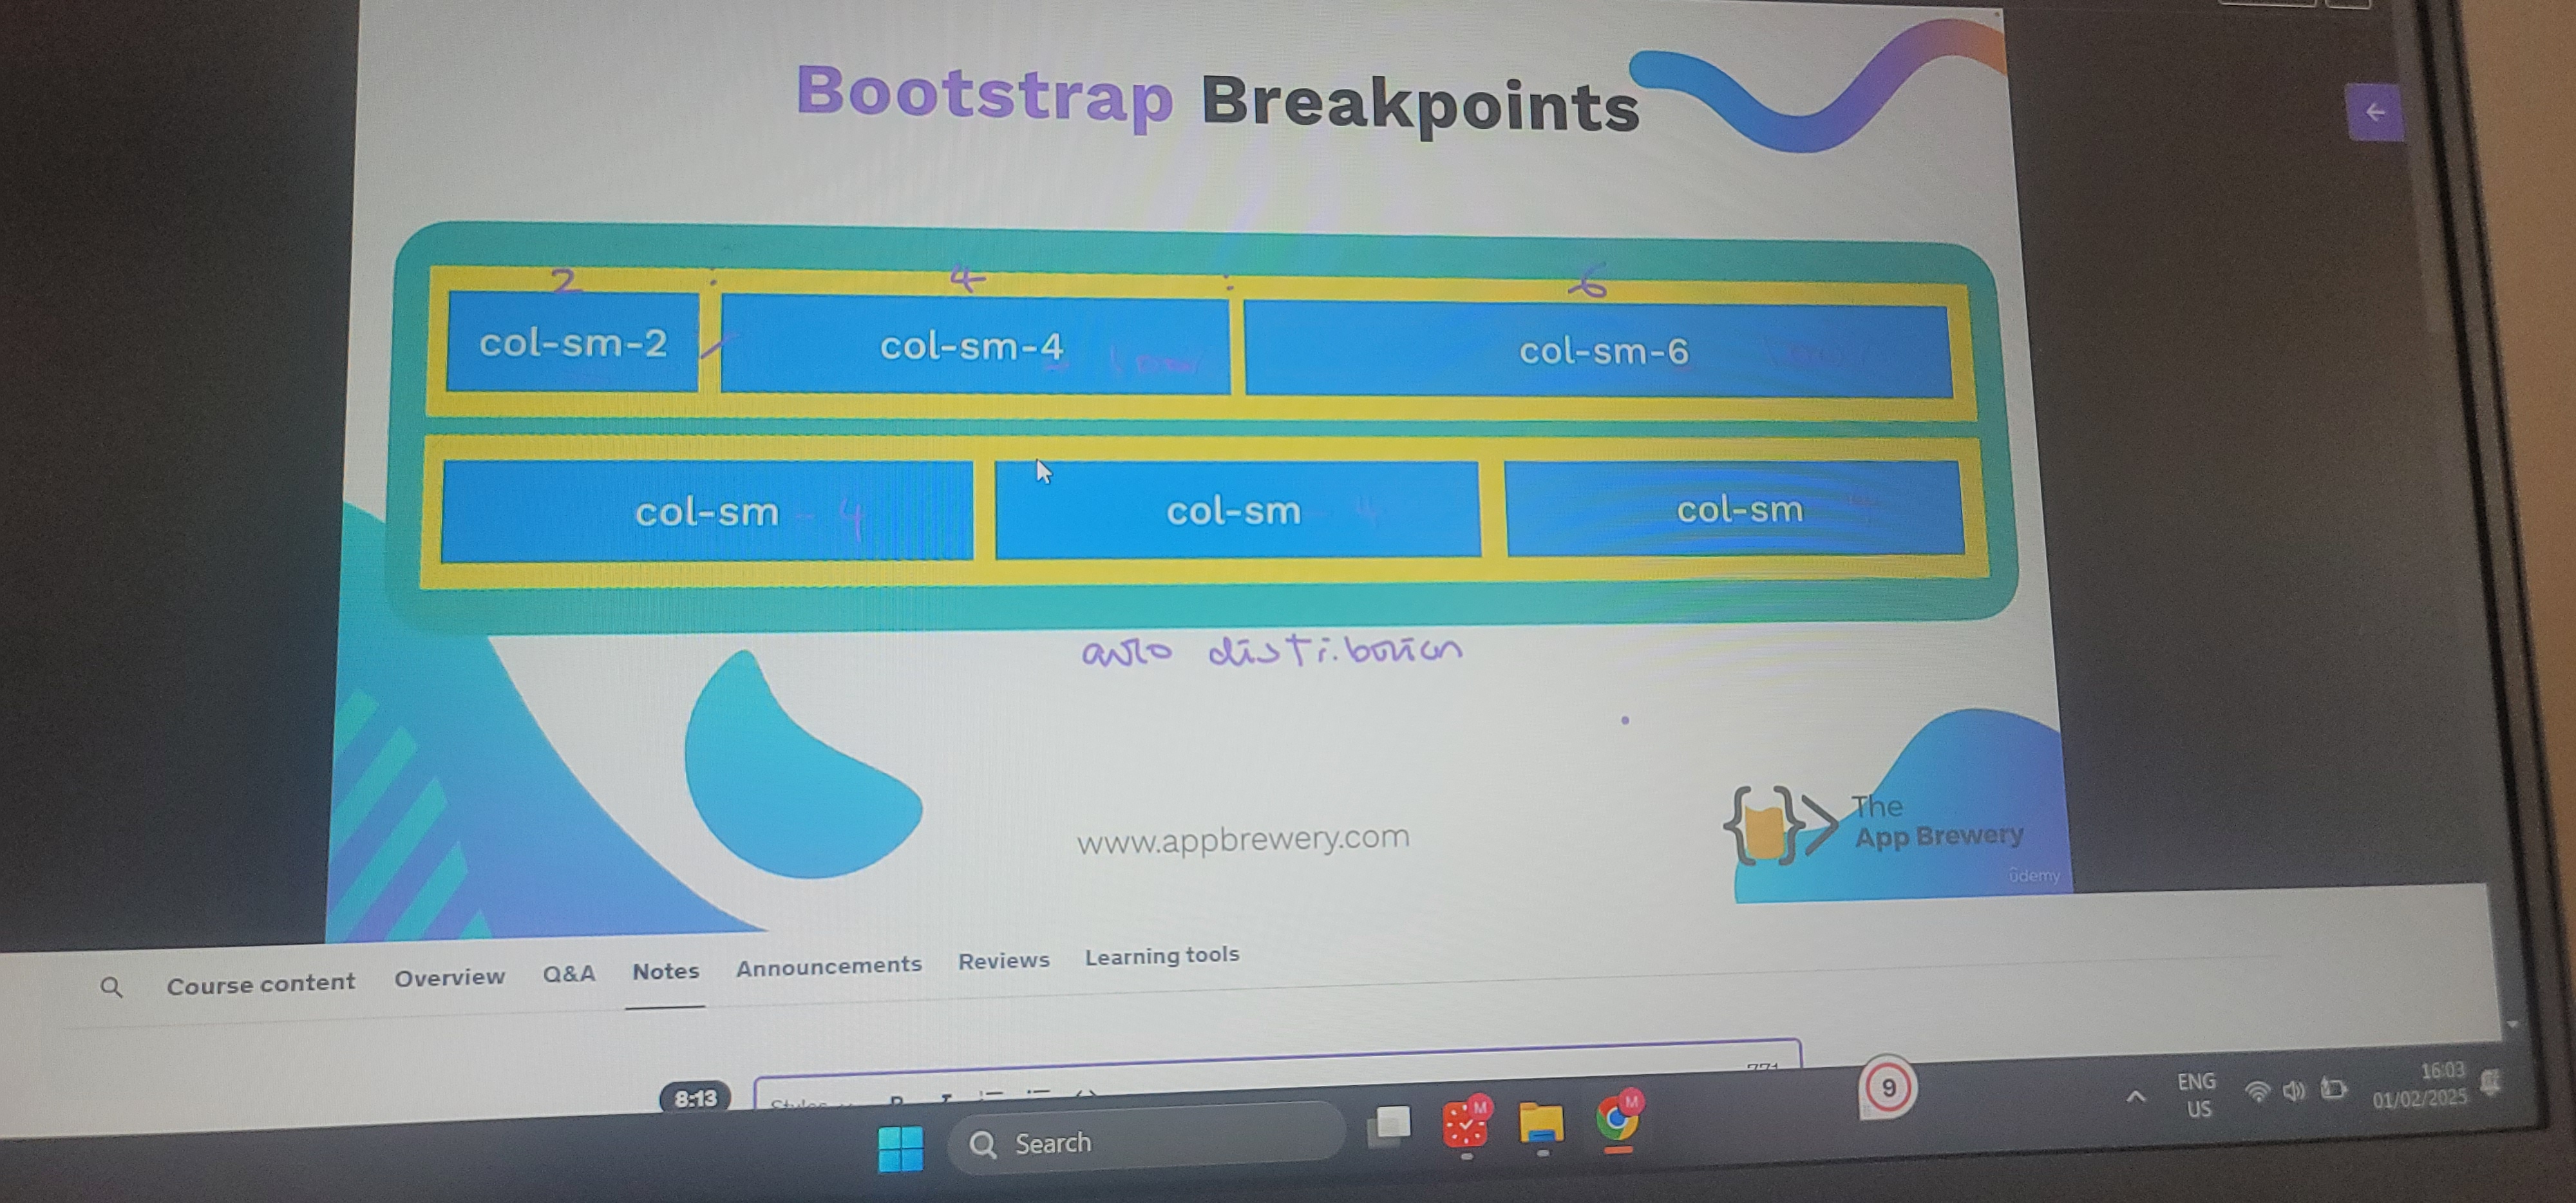 Bootstrap Breakpoints
2 : 4 : 6
col-sm-2 col-sm-4 col-sm-6
col-sm - 4 col-sm 4 col-sm
auto distribution
www.appbrewery.com
The
App Brewery
ûdemy
Course content Overview Q&A Notes Announcements Reviews Learning tools
8:13
Styles
9
Search
M
M
ENG
US
16:03
01/02/2025